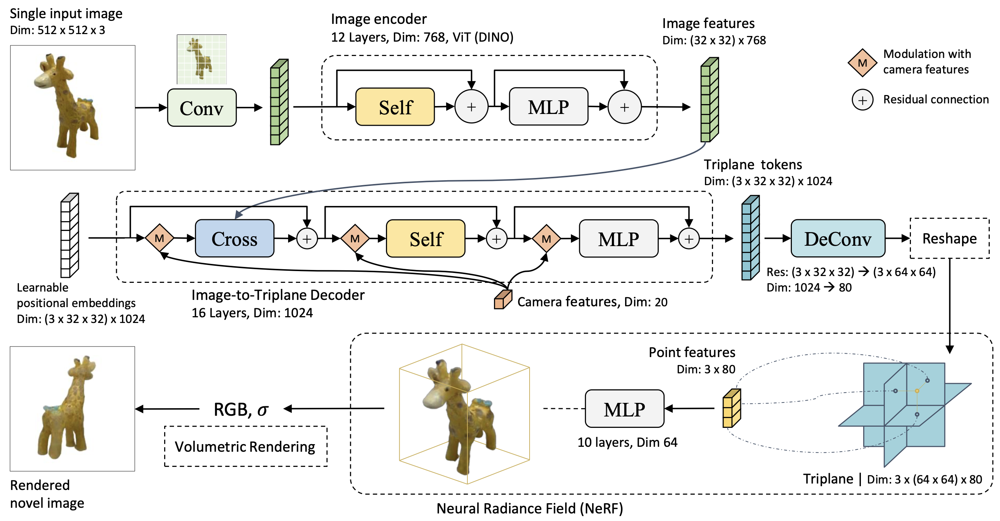 Single input image
Dim: 512 x 512 x 3
Conv
Image encoder
12 Layers, Dim: 768, ViT (DINO)
Self
+
MLP
+
Image features
Dim: (32 x 32) x 768
M
Modulation with
camera features
+
Residual connection
Learnable
positional embeddings
Dim: (3 x 32 x 32) x 1024
M
Cross
+
M
Self
+
M
MLP
+
Image-to-Triplane Decoder
16 Layers, Dim: 1024
Camera features, Dim: 20
Triplane tokens
Dim: (3 x 32 x 32) x 1024
DeConv
Res: (3 x 32 x 32) → (3 x 64 x 64)
Dim: 1024 → 80
Reshape
Triplane | Dim: 3 x (64 x 64) x 80
Point features
Dim: 3 x 80
MLP
10 layers, Dim 64
Neural Radiance Field (NeRF)
RGB, σ
Volumetric Rendering
Rendered
novel image